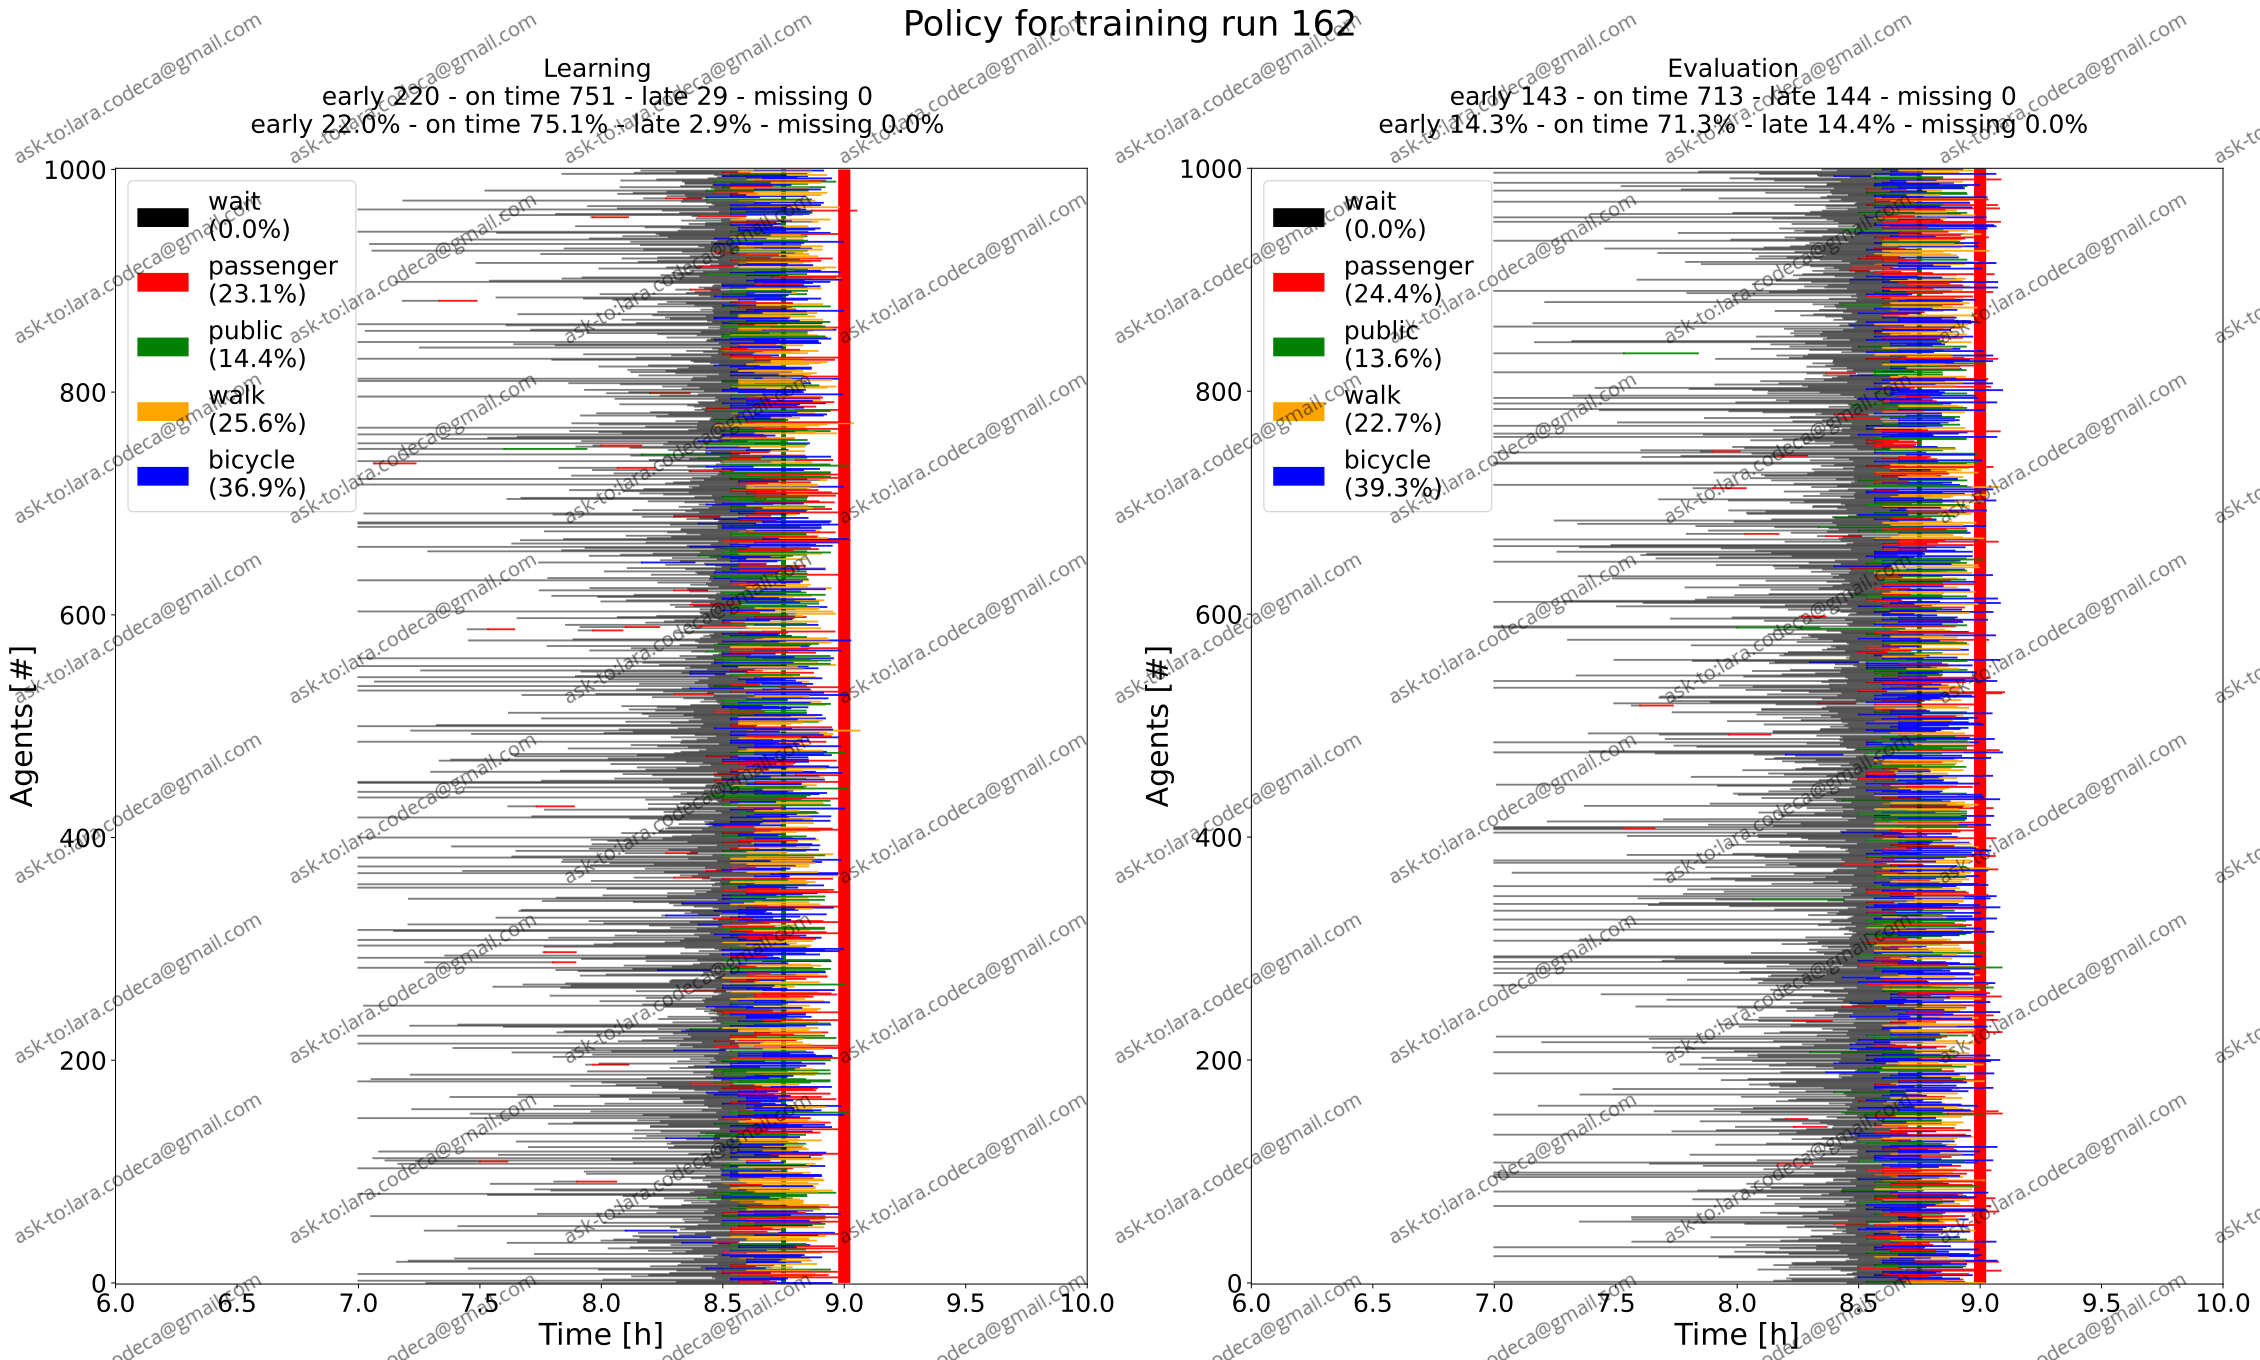 Policy for training run 162
Learning
early 220 - on time 751 - late 29 - missing 0
early 22.0% - on time 75.1% - late 2.9% - missing 0.0%
1000
800
600
400
200
0
Agents [#]
wait
(0.0%)
passenger
(23.1%)
public
(14.4%)
walk
(25.6%)
bicycle
(36.9%)
6.0 6.5 7.0 7.5 8.0 8.5 9.0 9.5 10.0
Time [h]
Evaluation
early 143 - on time 713 - late 144 - missing 0
early 14.3% - on time 71.3% - late 14.4% - missing 0.0%
1000
800
600
400
200
0
Agents [#]
wait
(0.0%)
passenger
(24.4%)
public
(13.6%)
walk
(22.7%)
bicycle
(39.3%)
6.0 6.5 7.0 7.5 8.0 8.5 9.0 9.5 10.0
Time [h]
ask-to:lara.codeca@gmail.com